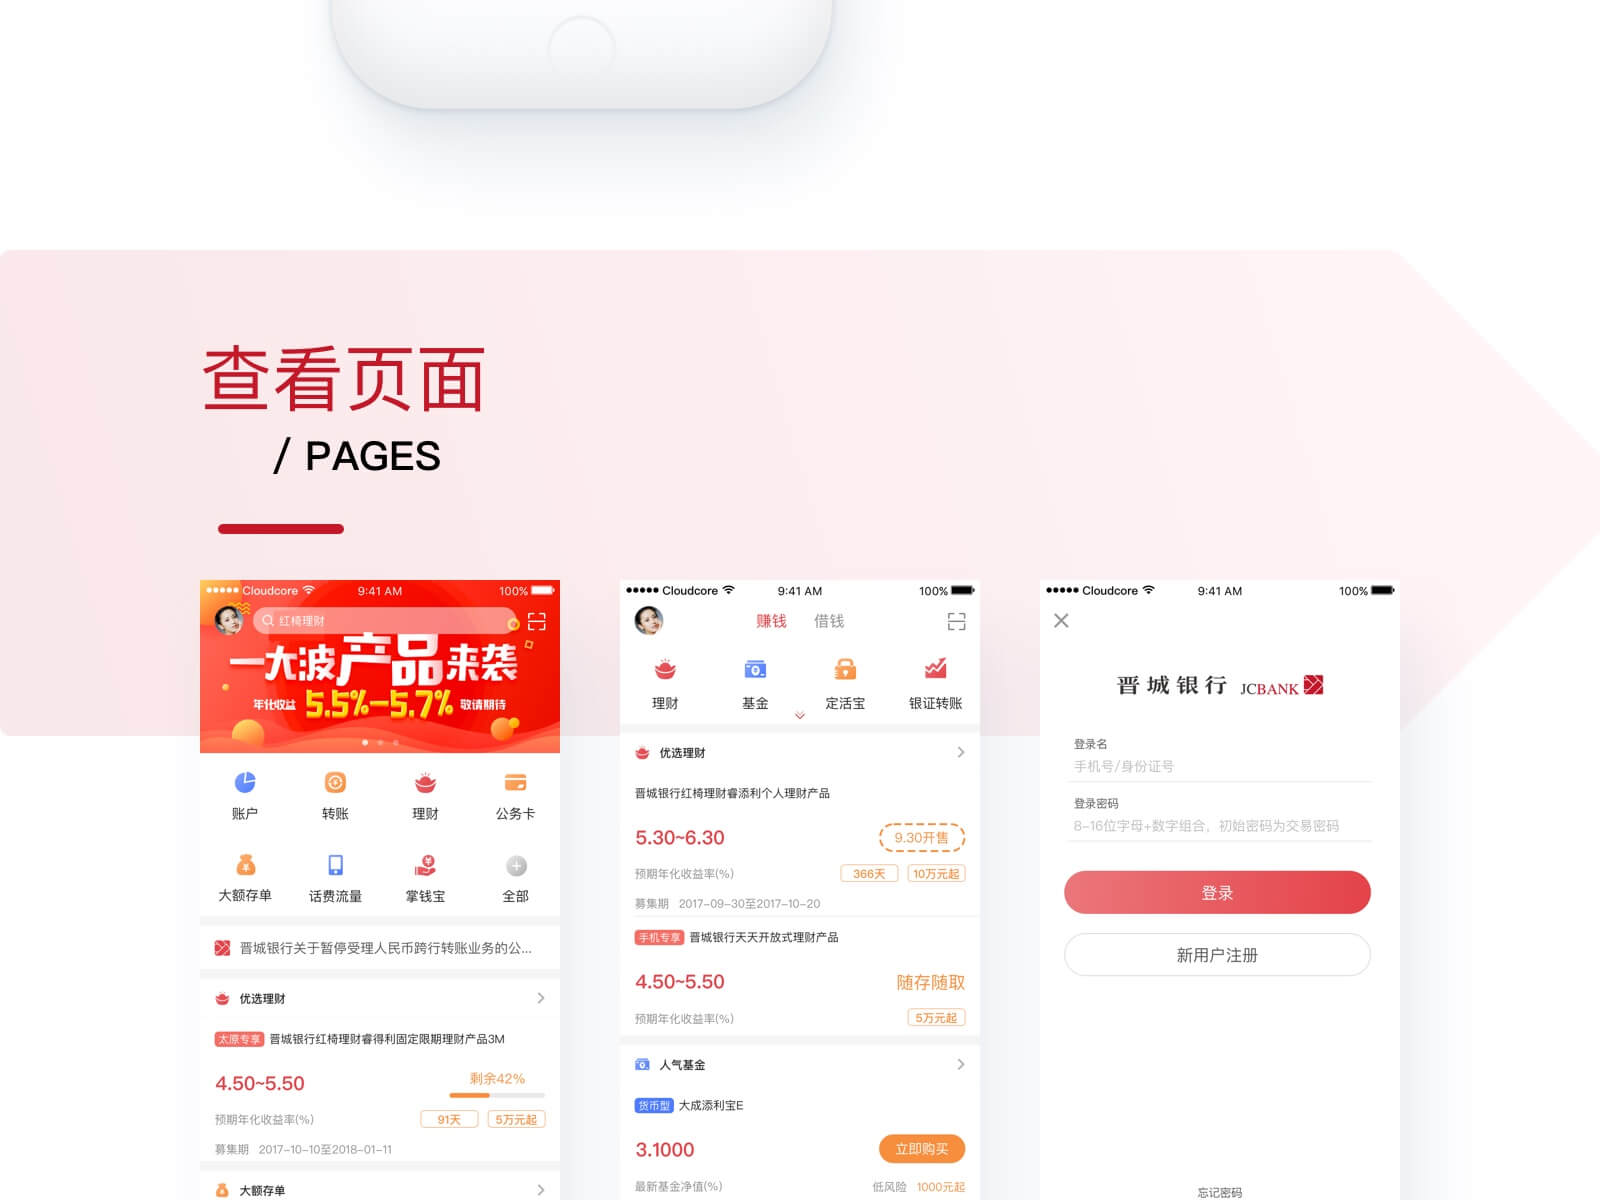 查看页面
/ PAGES
Cloudcore 9:41 AM 100%
红椅理财
一大波产品来袭
年化收益 5.5%-5.7% 敬请期待
账户 转账 理财 公务卡
大额存单 话费流量 掌钱宝 全部
晋城银行关于暂停受理人民币跨行转账业务的公...
优选理财
太原专享 晋城银行红椅理财睿得利固定限期理财产品3M
4.50~5.50 剩余42%
预期年化收益率(%) 91天 5万元起
募集期 2017-10-10至2018-01-11
大额存单
Cloudcore 9:41 AM 100%
赚钱 借钱
理财 基金 定活宝 银证转账
优选理财
晋城银行红椅理财睿添利个人理财产品
5.30~6.30 9.30开售
预期年化收益率(%) 366天 10万元起
募集期 2017-09-30至2017-10-20
手机专享 晋城银行天天开放式理财产品
4.50~5.50 随存随取
预期年化收益率(%) 5万元起
人气基金
货币型 大成添利宝E
3.1000 立即购买
最新基金净值(%) 低风险 1000元起
Cloudcore 9:41 AM 100%
晋城银行 JCBANK
登录名
手机号/身份证号
登录密码
8-16位字母+数字组合，初始密码为交易密码
登录
新用户注册
忘记密码